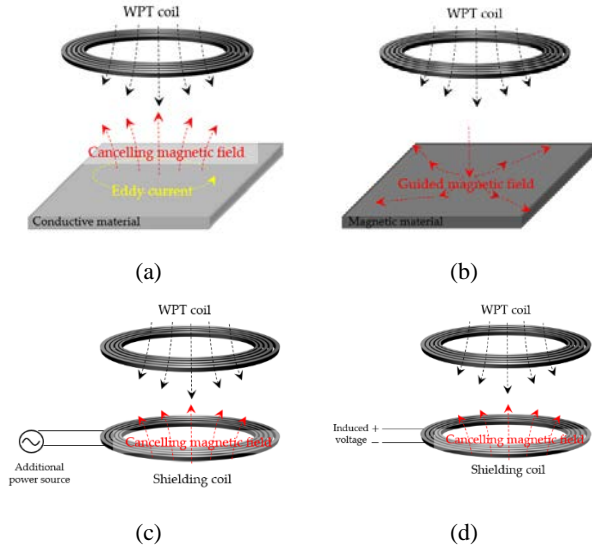 WPT coil
Cancelling magnetic field
Eddy current
Conductive material
(a)
WPT coil
Guided magnetic field
Magnetic material
(b)
WPT coil
Cancelling magnetic field
Additional
power source
Shielding coil
(c)
WPT coil
Induced +
voltage –
Cancelling magnetic field
Shielding coil
(d)